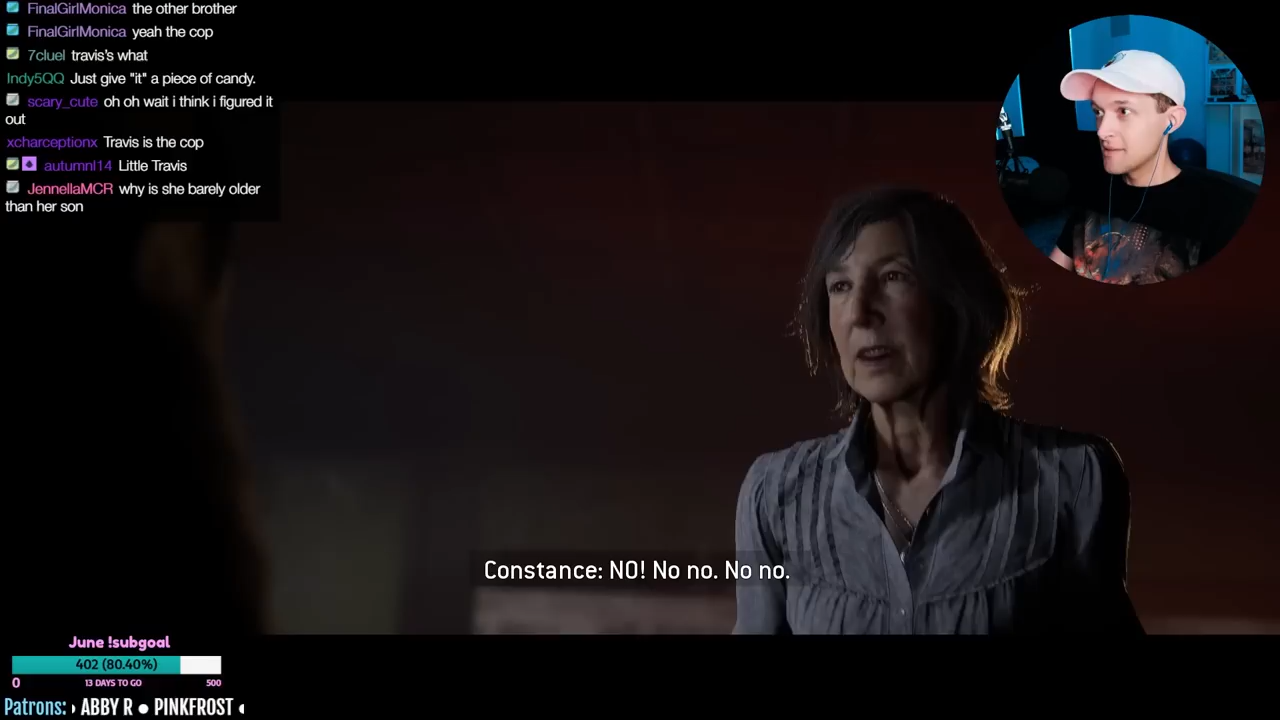 FinalGirlMonica the other brother
FinalGirlMonica yeah the cop
7cluel travis's what
Indy5QQ Just give "it" a piece of candy.
scary_cute oh oh wait i think i figured it
out
xcharceptionx Travis is the cop
autumnl14 Little Travis
JennellaMCR why is she barely older
than her son
Constance: NO! No no. No no.
June !subgoal
402 (80.40%)
0 13 DAYS TO GO 500
Patrons: ABBY R ● PINKFROST